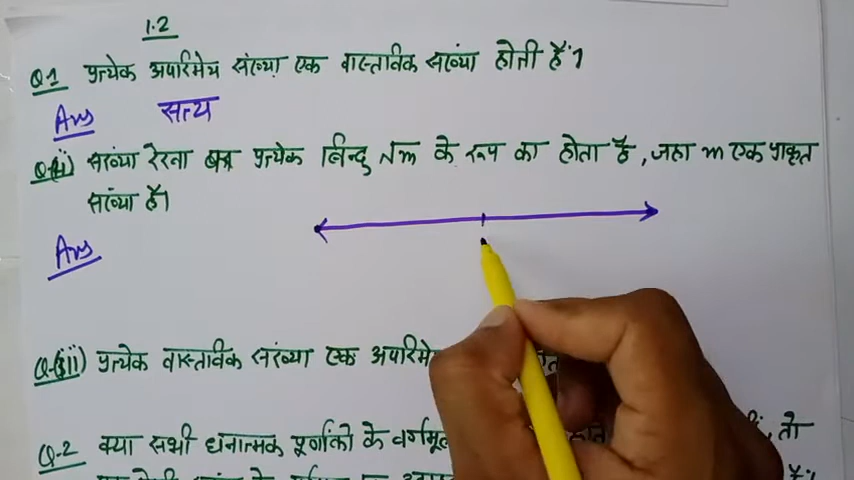 1.2
Q1 प्रत्येक अपरिमेय संख्या एक वास्तविक संख्या होती है।
Ans सत्य
Q(ii) संख्या रेखा का प्रत्येक बिन्दु √m के रूप का होता है, जहा m एक प्राकृत
संख्या है।
Ans
Q-(iii) प्रत्येक वास्तविक संख्या एक अपरिमेय
Q-2 क्या सभी धनात्मक पूर्णांको के वर्गमूल तो